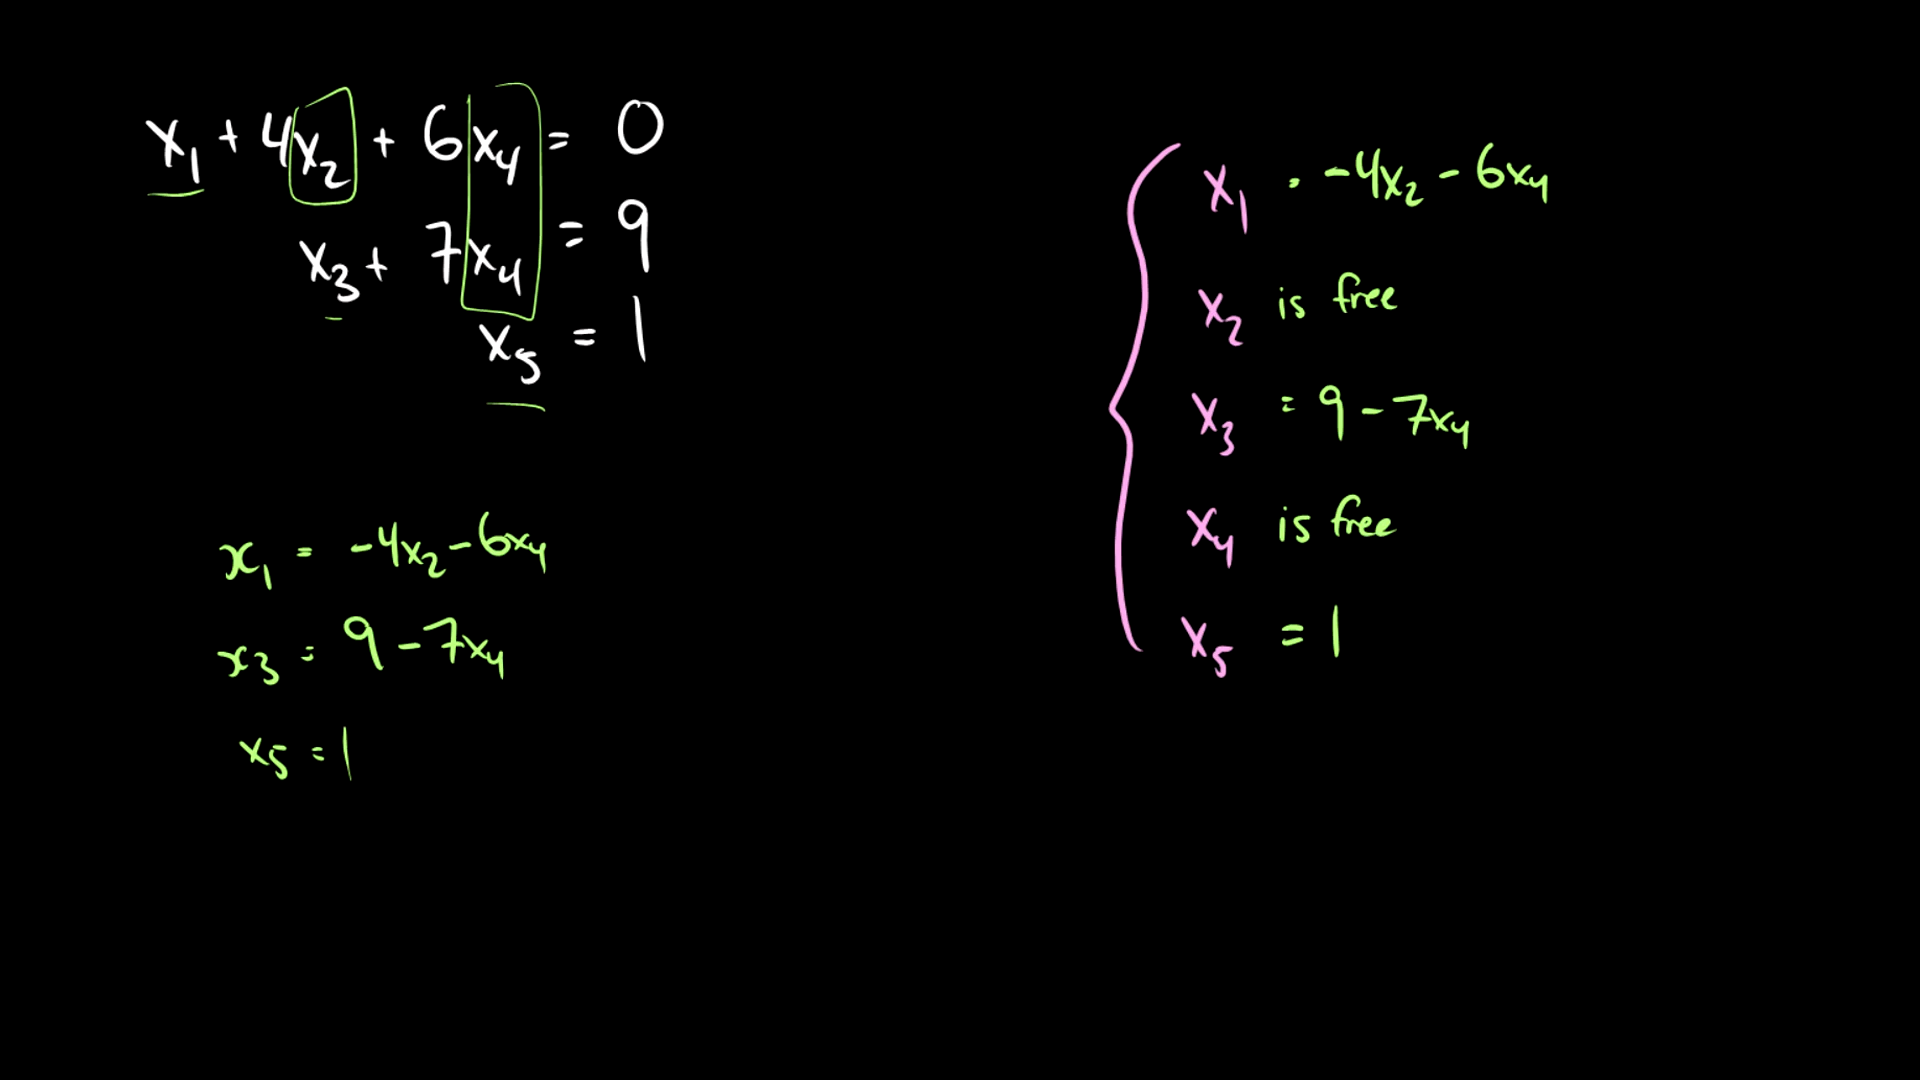 x₁ + 4x₂ + 6x₄ = 0
x₃ + 7x₄ = 9
x₅ = 1
x₁ = -4x₂ - 6x₄
x₃ = 9 - 7x₄
x₅ = 1
x₁ = -4x₂ - 6x₄
x₂ is free
x₃ = 9 - 7x₄
x₄ is free
x₅ = 1